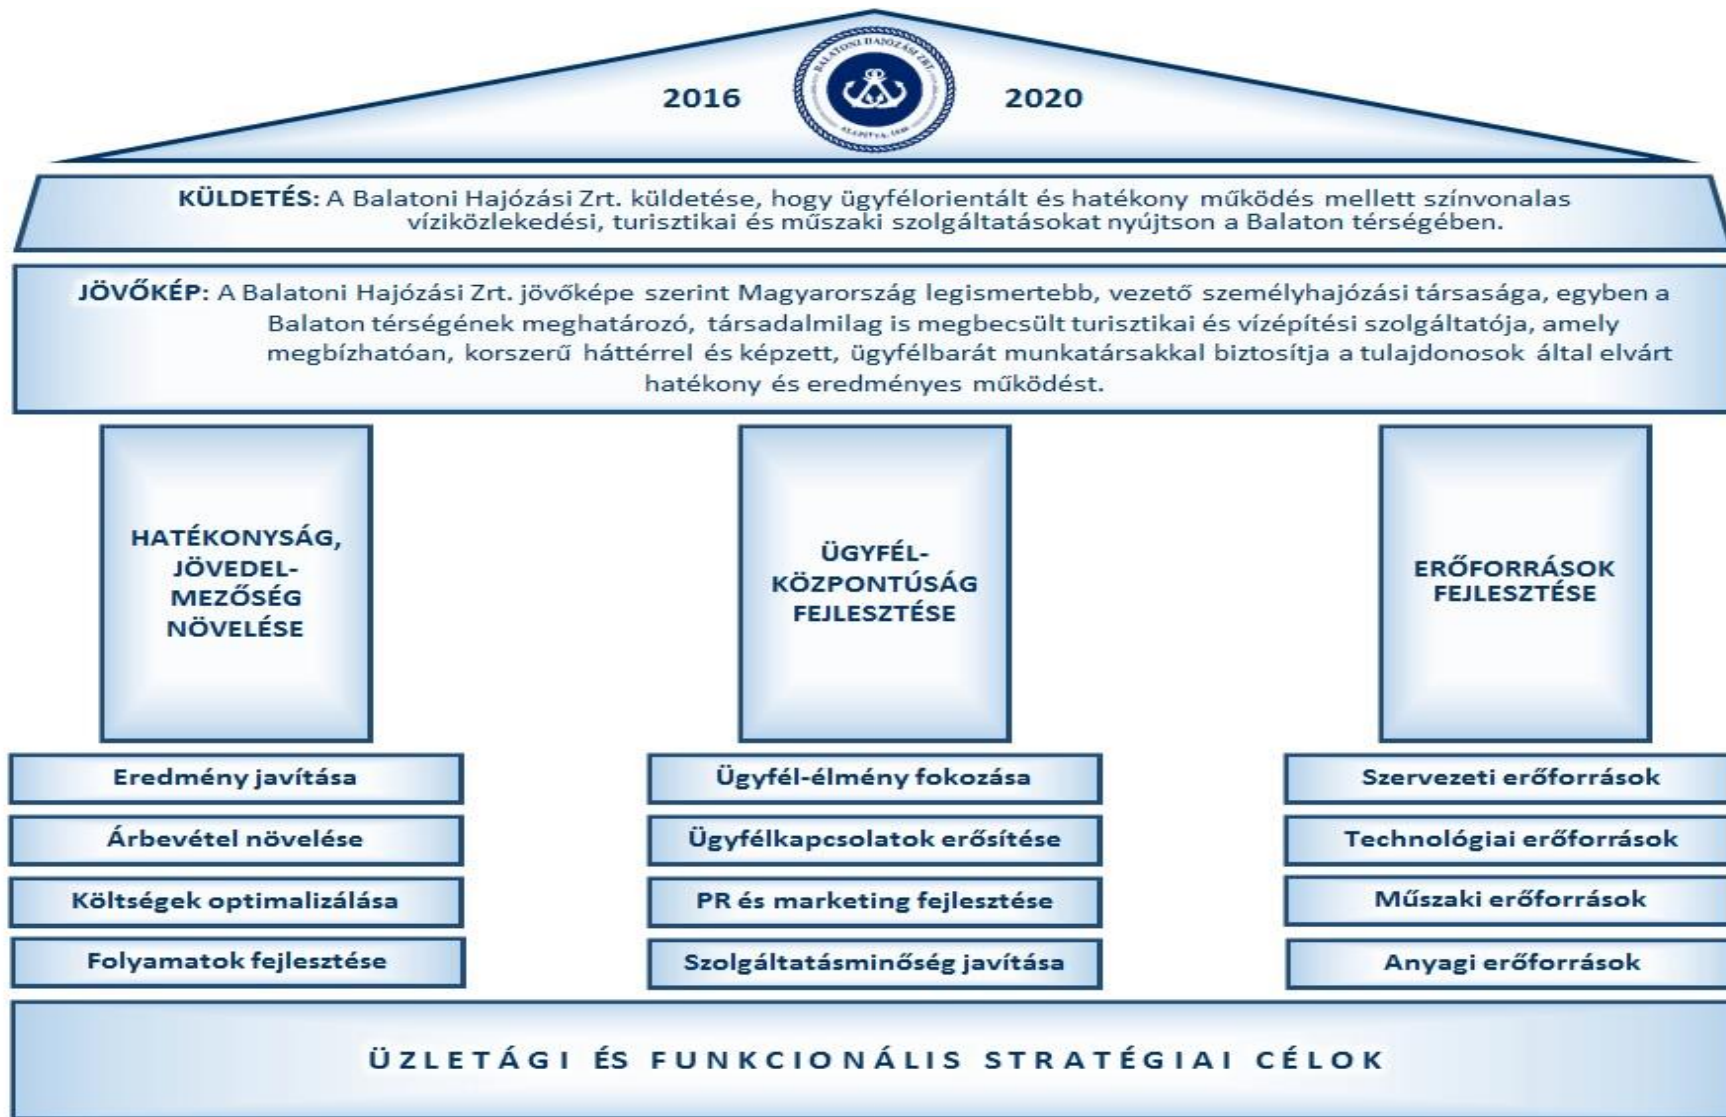 2016
BALATONI HAJÓZÁSI ZRT.
2020
KÜLDETÉS: A Balatoni Hajózási Zrt. küldetése, hogy ügyfélorientált és hatékony működés mellett színvonalas
víziközlekedési, turisztikai és műszaki szolgáltatásokat nyújtson a Balaton térségében.
JÖVŐKÉP: A Balatoni Hajózási Zrt. jövőképe szerint Magyarország legismertebb, vezető személyhajózási társasága, egyben a
Balaton térségének meghatározó, társadalmilag is megbecsült turisztikai és vízépítési szolgáltatója, amely
megbízhatóan, korszerű háttérrel és képzett, ügyfélbarát munkatársakkal biztosítja a tulajdonosok által elvárt
hatékony és eredményes működést.
HATÉKONYSÁG,
JÖVEDEL-
MEZŐSÉG
NÖVELÉSE
Eredmény javítása
Árbevétel növelése
Költségek optimalizálása
Folyamatok fejlesztése
ÜGYFÉL-
KÖZPONTÚSÁG
FEJLESZTÉSE
Ügyfél-élmény fokozása
Ügyfélkapcsolatok erősítése
PR és marketing fejlesztése
Szolgáltatásminőség javítása
ERŐFORRÁSOK
FEJLESZTÉSE
Szervezeti erőforrások
Technológiai erőforrások
Műszaki erőforrások
Anyagi erőforrások
ÜZLETÁGI ÉS FUNKCIONÁLIS STRATÉGIAI CÉLOK